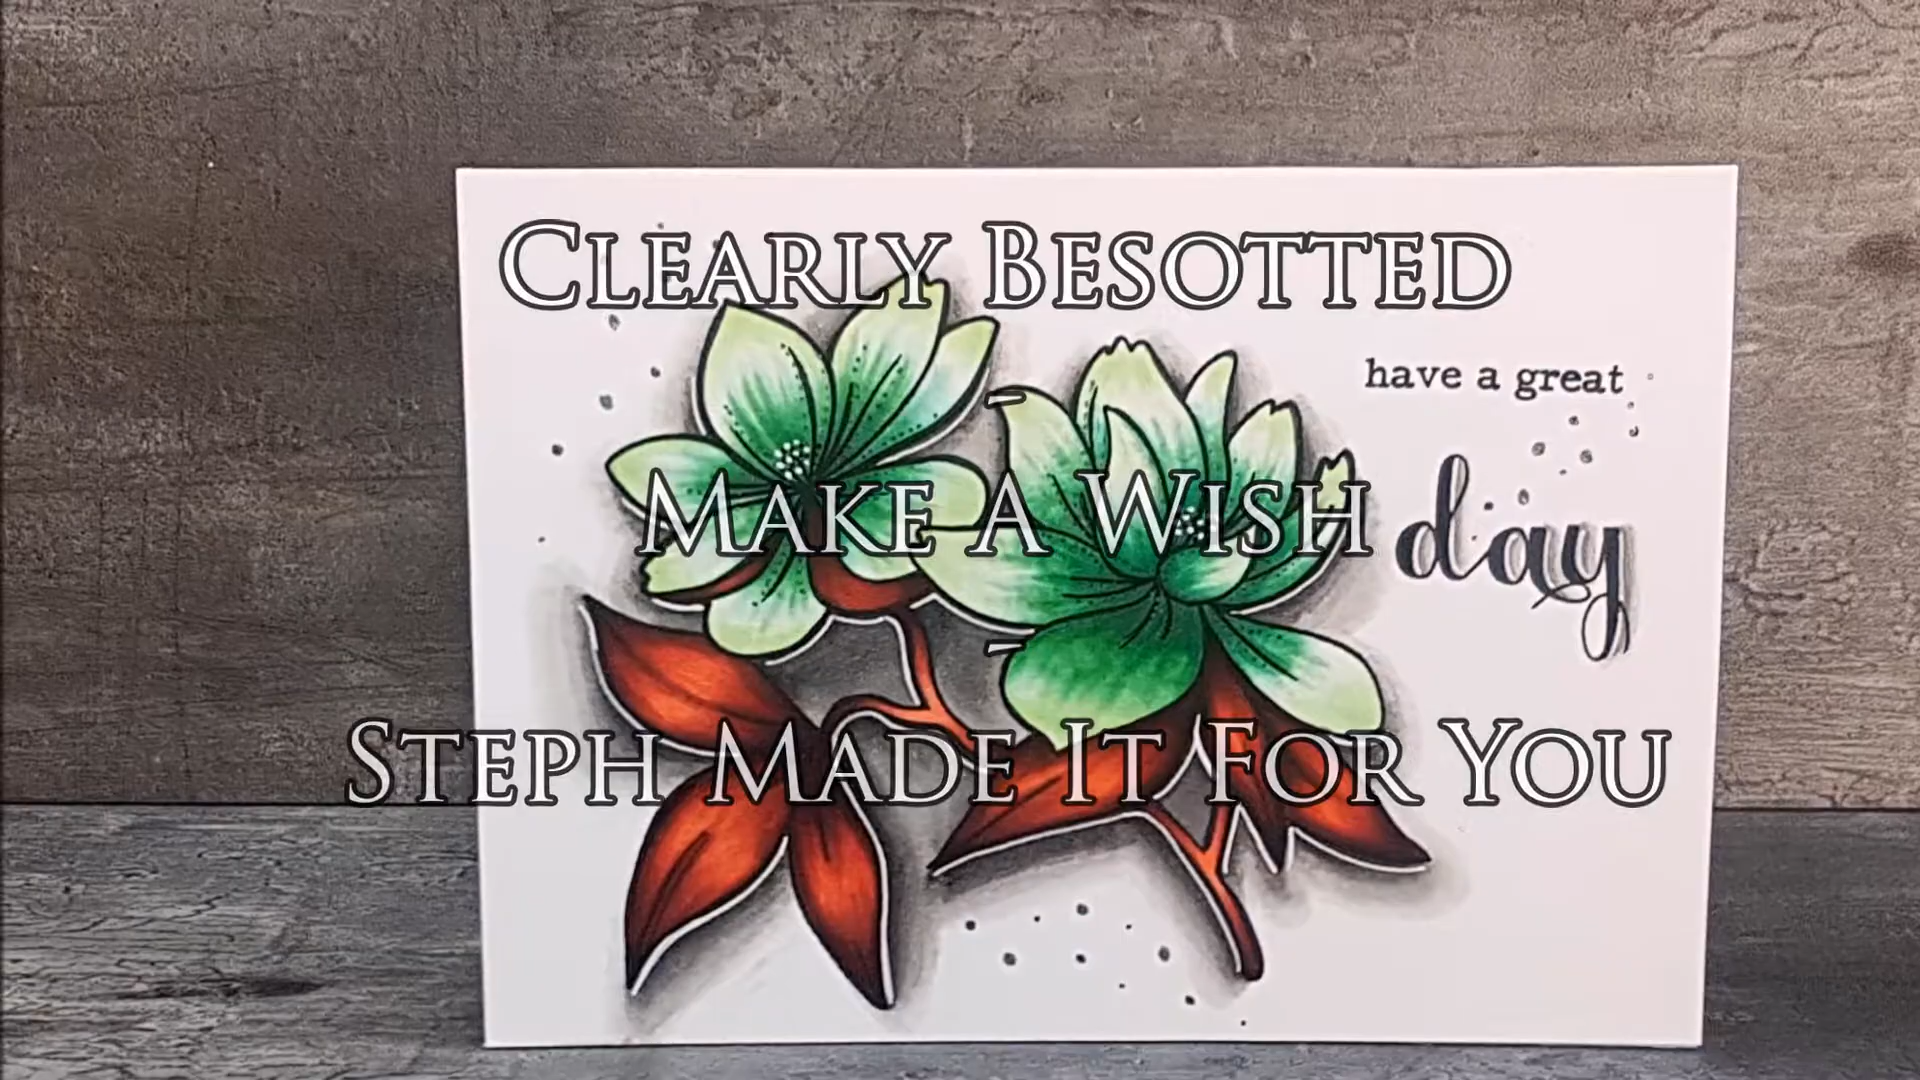 Clearly Besotted
have a great
-
Make A Wish
day
-
Steph Made It For You